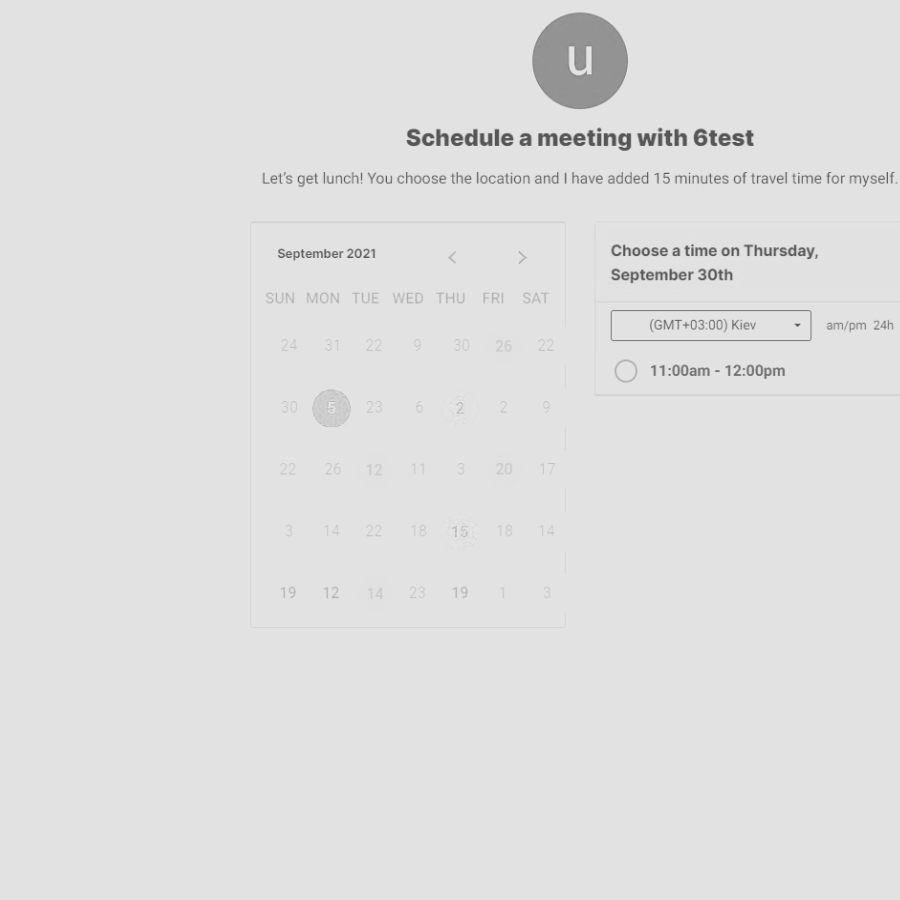 u
Schedule a meeting with 6test
Let's get lunch! You choose the location and I have added 15 minutes of travel time for myself.
September 2021
SUN MON TUE WED THU FRI SAT
24 31 22 9 30 26 22
30 5 23 6 2 2 9
22 26 12 11 3 20 17
3 14 22 18 15 18 14
19 12 14 23 19 1 3
Choose a time on Thursday,
September 30th
(GMT+03:00) Kiev am/pm 24h
11:00am - 12:00pm